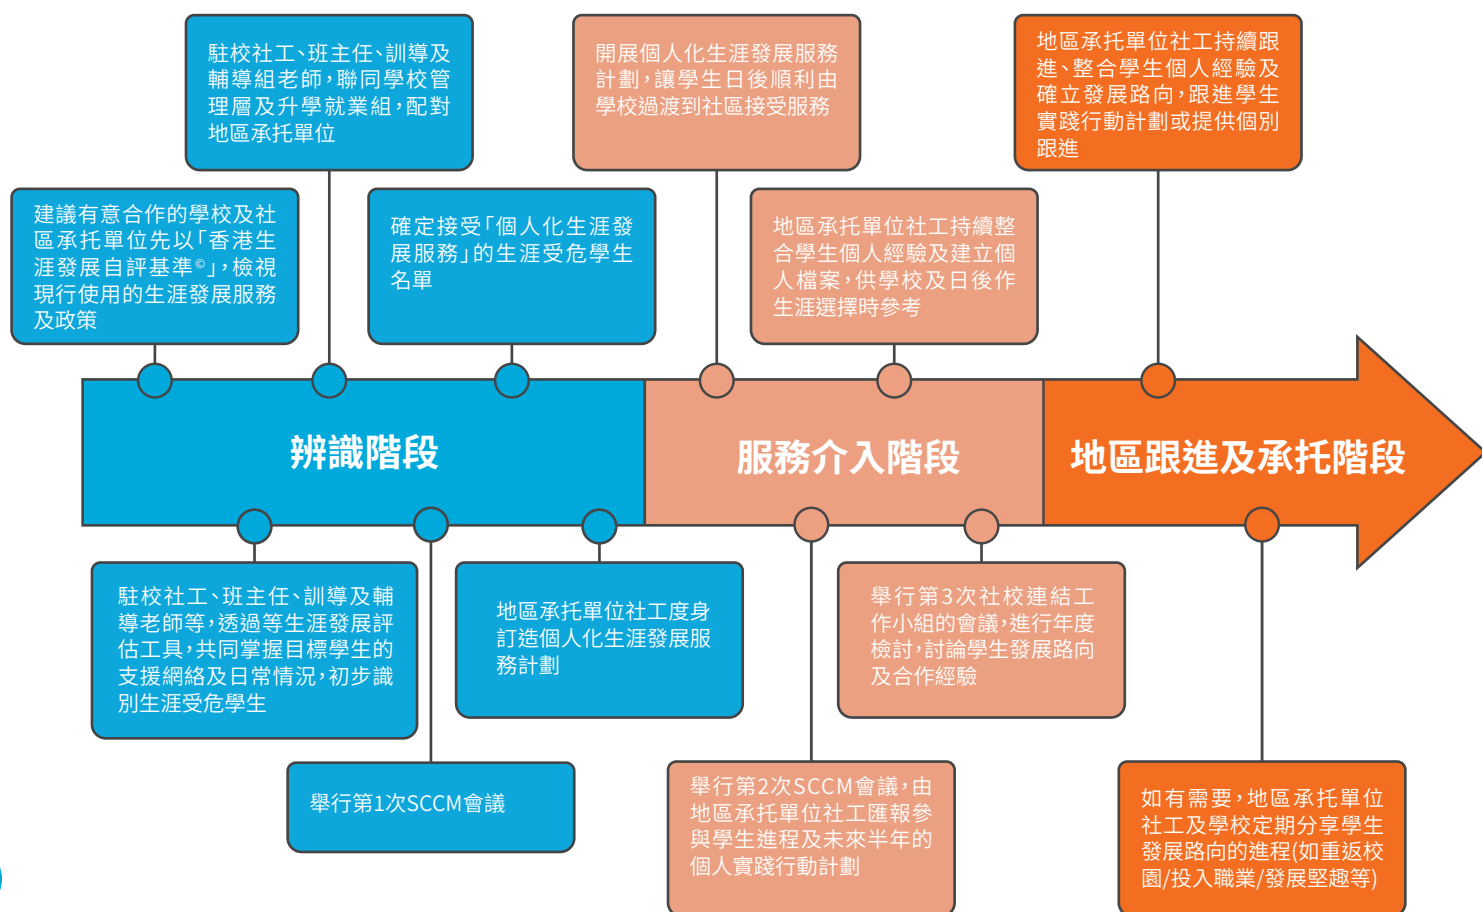 駐校社工、班主任、訓導及
輔導組老師，聯同學校管
理層及升學就業組，配對
地區承托單位
開展個人化生涯發展服務
計劃，讓學生日後順利由
學校過渡到社區接受服務
地區承托單位社工持續跟
進、整合學生個人經驗及
確立發展路向，跟進學生
實踐行動計劃或提供個別
跟進
建議有意合作的學校及社
區承托單位先以「香港生
涯發展自評基準©」，檢視
現行使用的生涯發展服務
及政策
確定接受「個人化生涯發
展服務」的生涯受危學生
名單
地區承托單位社工持續整
合學生個人經驗及建立個
人檔案，供學校及日後作
生涯選擇時參考
辨識階段
服務介入階段
地區跟進及承托階段
駐校社工、班主任、訓導及輔
導老師等，透過等生涯發展評
估工具，共同掌握目標學生的
支援網絡及日常情況，初步識
別生涯受危學生
地區承托單位社工度身
訂造個人化生涯發展服
務計劃
舉行第3次社校連結工
作小組的會議，進行年度
檢討，討論學生發展路向
及合作經驗
舉行第1次SCCM會議
舉行第2次SCCM會議，由
地區承托單位社工匯報參
與學生進程及未來半年的
個人實踐行動計劃
如有需要，地區承托單位
社工及學校定期分享學生
發展路向的進程(如重返校
園/投入職業/發展堅趣等)